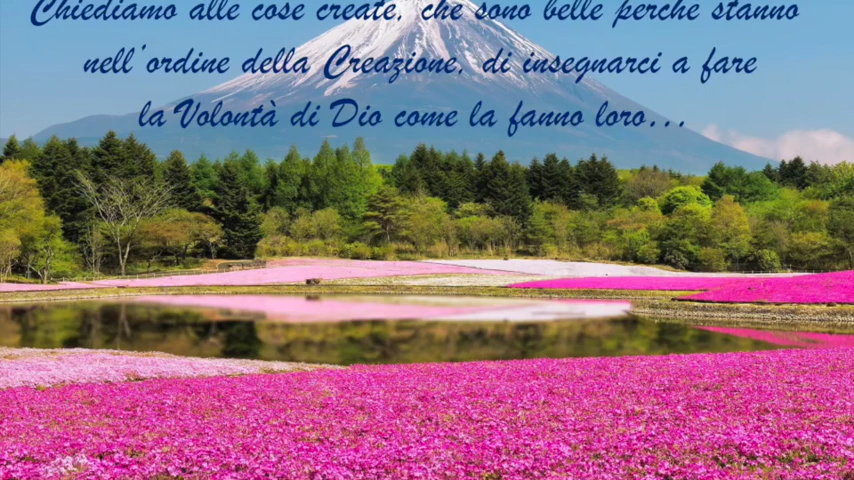 Chiediamo alle cose create, che sono belle perche stanno
nell'ordine della Creazione, di insegnarci a fare
la Volontà di Dio come la fanno loro...